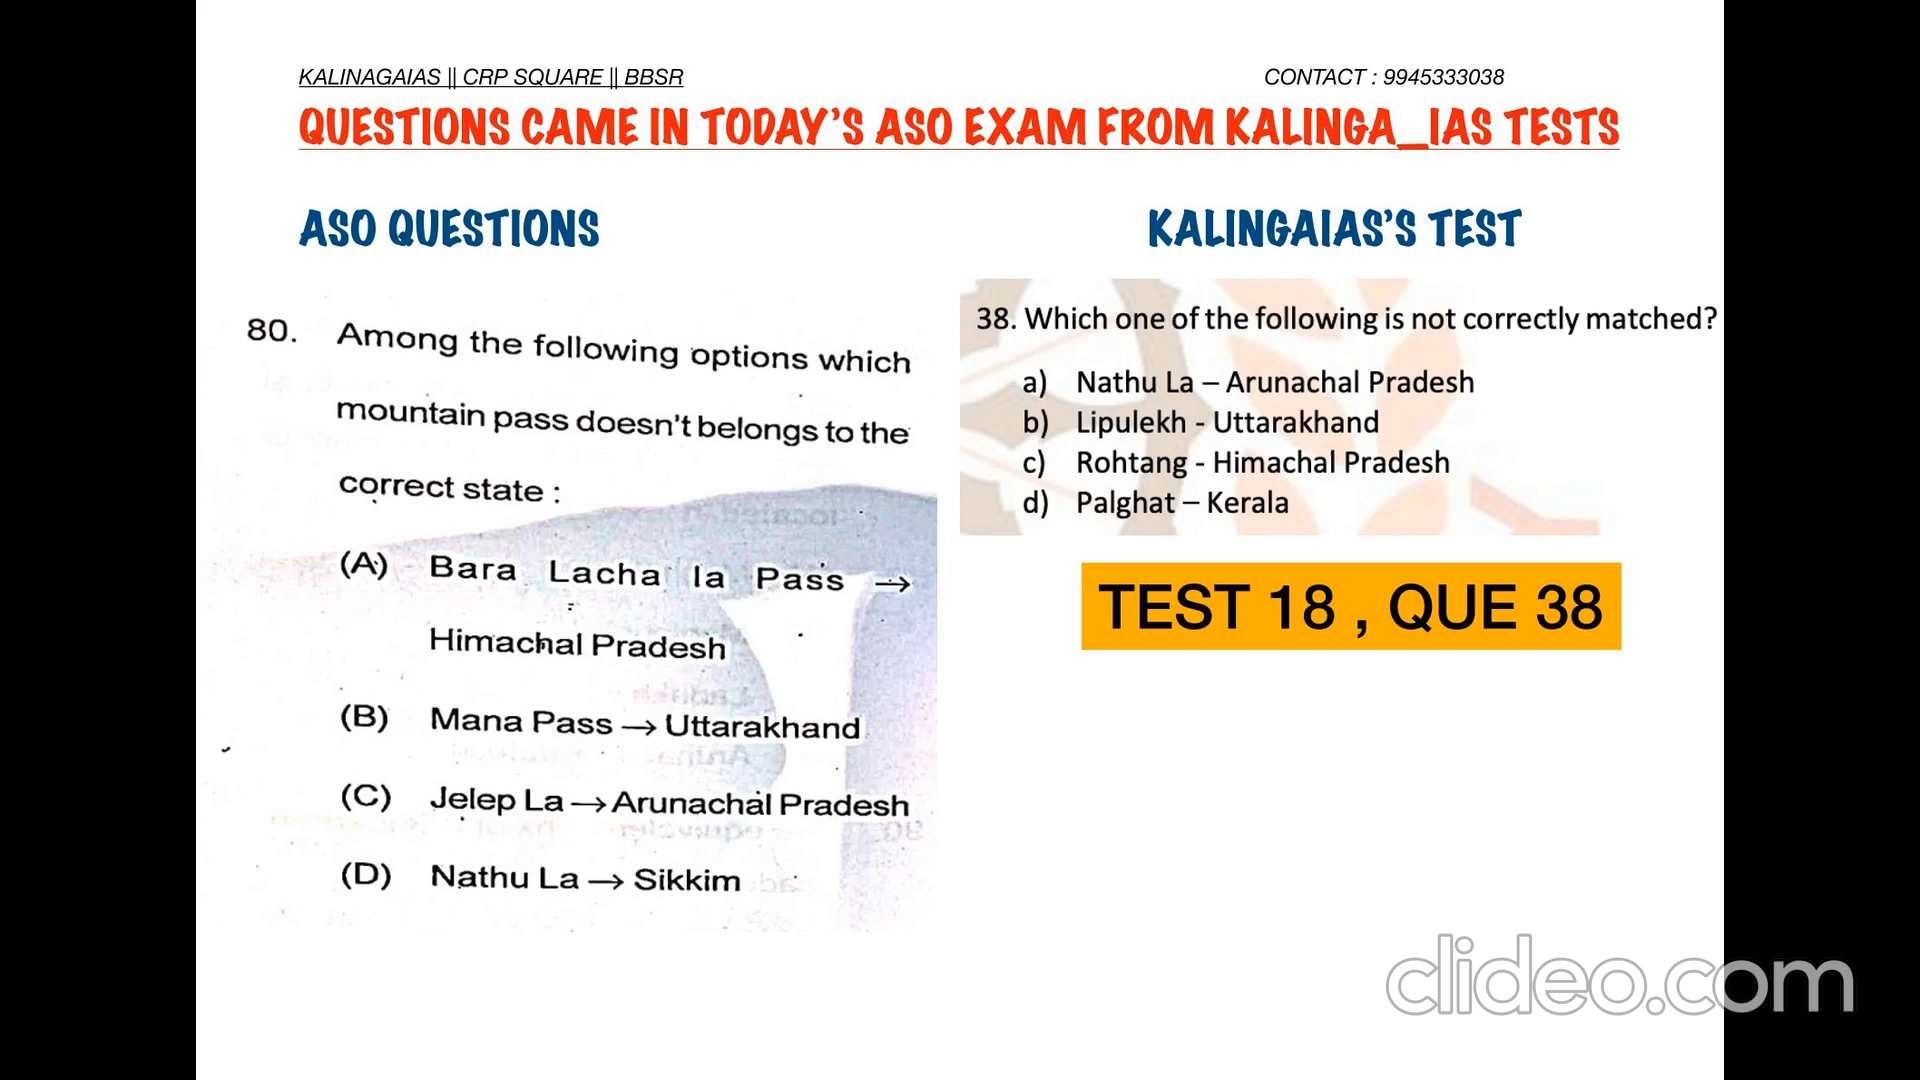 KALINAGAIAS || CRP SQUARE || BBSR
CONTACT : 9945333038
QUESTIONS CAME IN TODAY'S ASO EXAM FROM KALINGA_IAS TESTS
ASO QUESTIONS
80. Among the following options which
mountain pass doesn't belongs to the
correct state :
(A) Bara Lacha la Pass →
Himachal Pradesh
(B) Mana Pass → Uttarakhand
(C) Jelep La → Arunachal Pradesh
(D) Nathu La → Sikkim
KALINGAIAS'S TEST
38. Which one of the following is not correctly matched?
a) Nathu La – Arunachal Pradesh
b) Lipulekh - Uttarakhand
c) Rohtang - Himachal Pradesh
d) Palghat – Kerala
TEST 18 , QUE 38
clideo.com